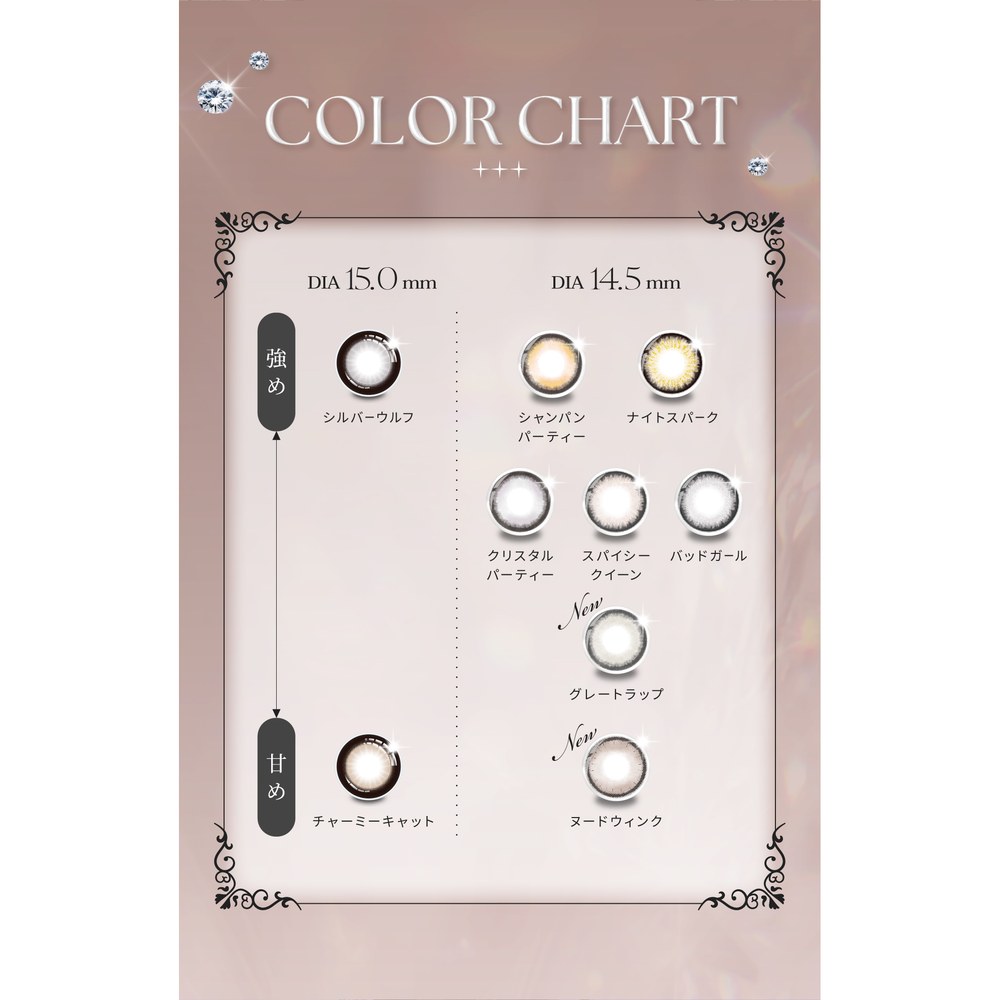 COLOR CHART
DIA 15.0 mm
DIA 14.5 mm
強め
シルバーウルフ
シャンパン
パーティー
ナイトスパーク
クリスタル
パーティー
スパイシー
クイーン
バッドガール
New
グレートラップ
甘め
チャーミーキャット
New
ヌードウィンク